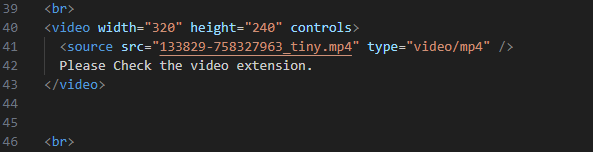 39 <br>
40 <video width="320" height="240" controls>
41 <source src="133829-758327963_tiny.mp4" type="video/mp4" />
42 Please Check the video extension.
43 </video>
44
45
46 <br>